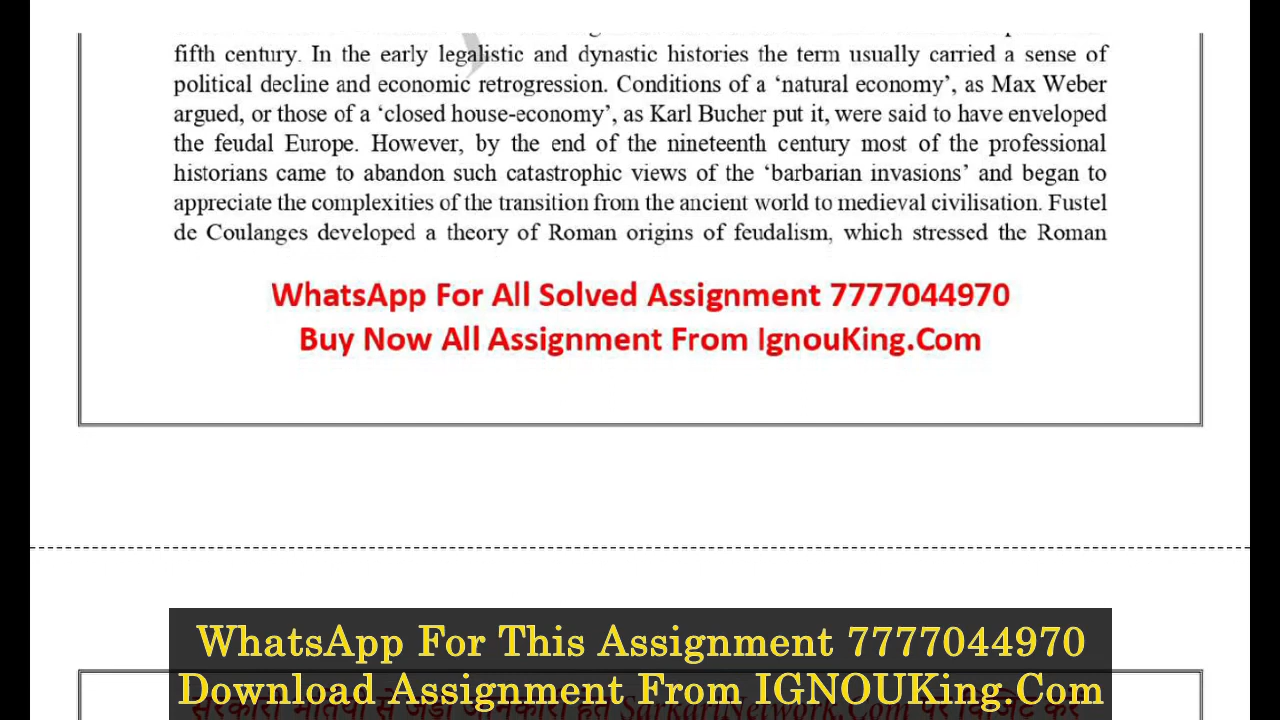 fifth century. In the early legalistic and dynastic histories the term usually carried a sense of
political decline and economic retrogression. Conditions of a ‘natural economy’, as Max Weber
argued, or those of a ‘closed house-economy’, as Karl Bucher put it, were said to have enveloped
the feudal Europe. However, by the end of the nineteenth century most of the professional
historians came to abandon such catastrophic views of the ‘barbarian invasions’ and began to
appreciate the complexities of the transition from the ancient world to medieval civilisation. Fustel
de Coulanges developed a theory of Roman origins of feudalism, which stressed the Roman
WhatsApp For All Solved Assignment 7777044970
Buy Now All Assignment From IgnouKing.Com
WhatsApp For This Assignment 7777044970
Download Assignment From IGNOUKing.Com